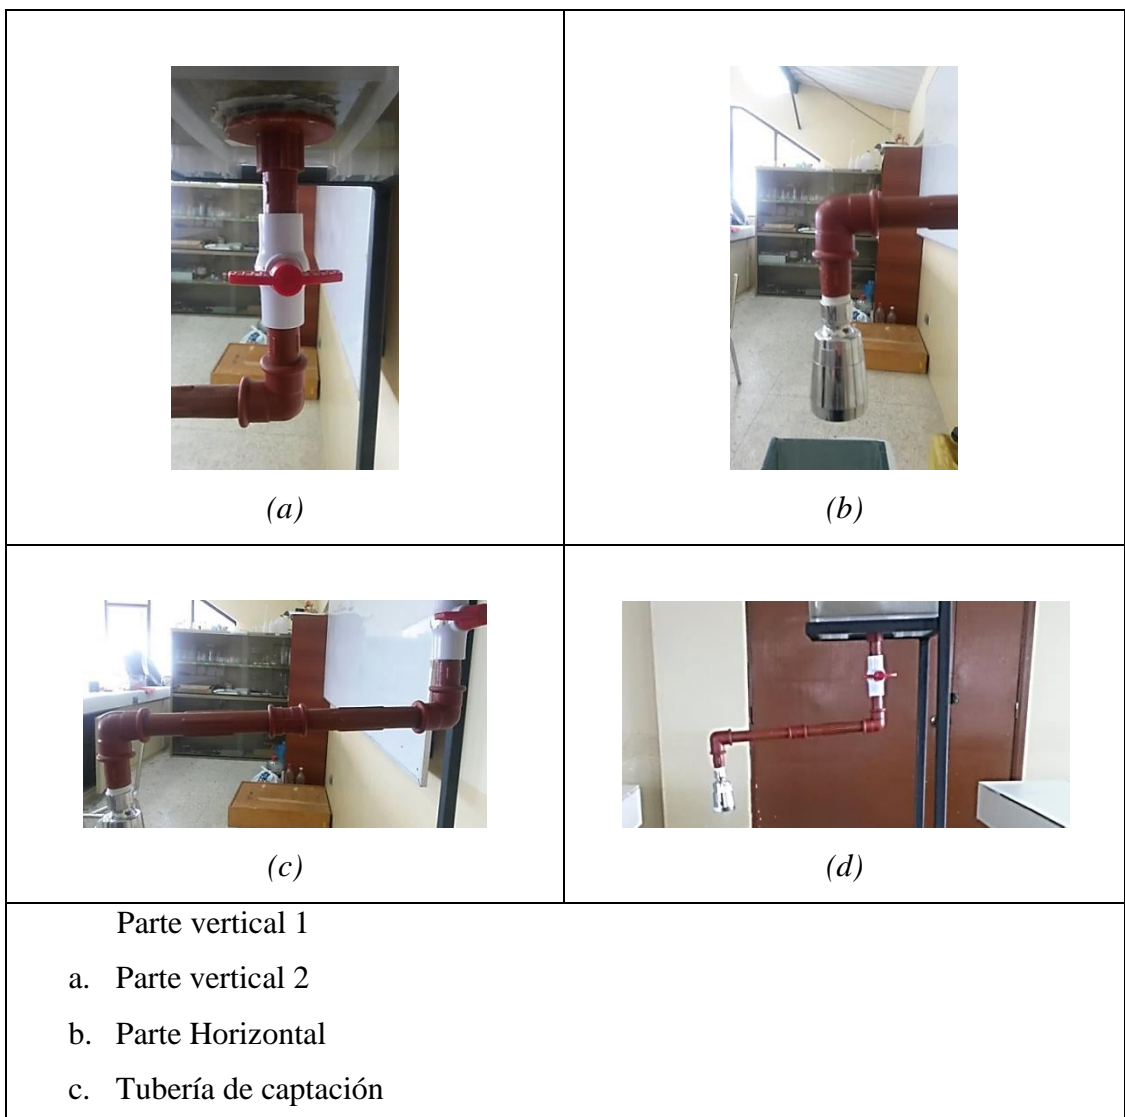 (a)
(b)
(c)
(d)
Parte vertical 1
a. Parte vertical 2
b. Parte Horizontal
c. Tubería de captación